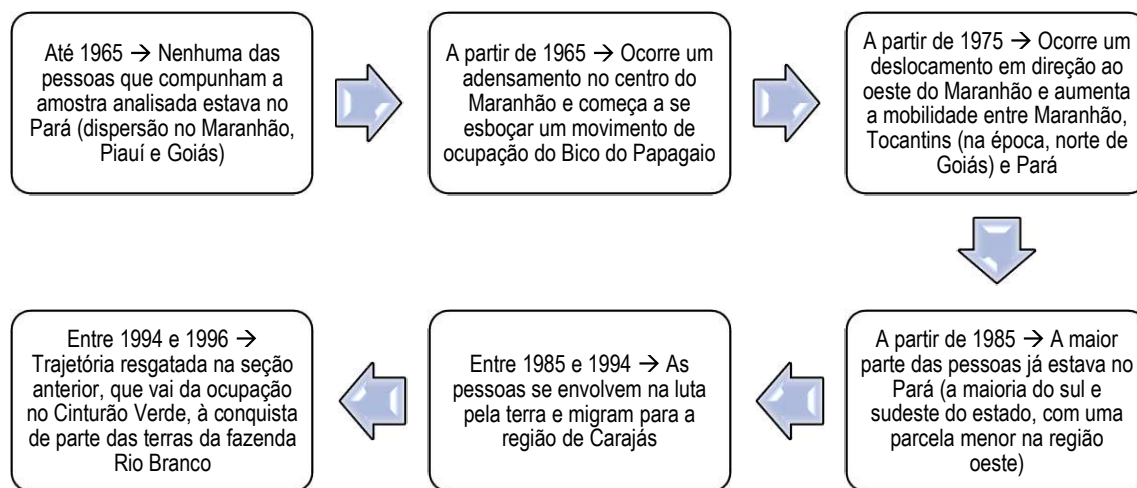 Até 1965 → Nenhuma das
pessoas que compunham a
amostra analisada estava no
Pará (dispersão no Maranhão,
Piauí e Goiás)
A partir de 1965 → Ocorre um
adensamento no centro do
Maranhão e começa a se
esboçar um movimento de
ocupação do Bico do Papagaio
A partir de 1975 → Ocorre um
deslocamento em direção ao
oeste do Maranhão e aumenta
a mobilidade entre Maranhão,
Tocantins (na época, norte de
Goiás) e Pará
A partir de 1985 → A maior
parte das pessoas já estava no
Pará (a maioria do sul e
sudeste do estado, com uma
parcela menor na região
oeste)
Entre 1985 e 1994 → As
pessoas se envolvem na luta
pela terra e migram para a
região de Carajás
Entre 1994 e 1996 →
Trajetória resgatada na seção
anterior, que vai da ocupação
no Cinturão Verde, à conquista
de parte das terras da fazenda
Rio Branco